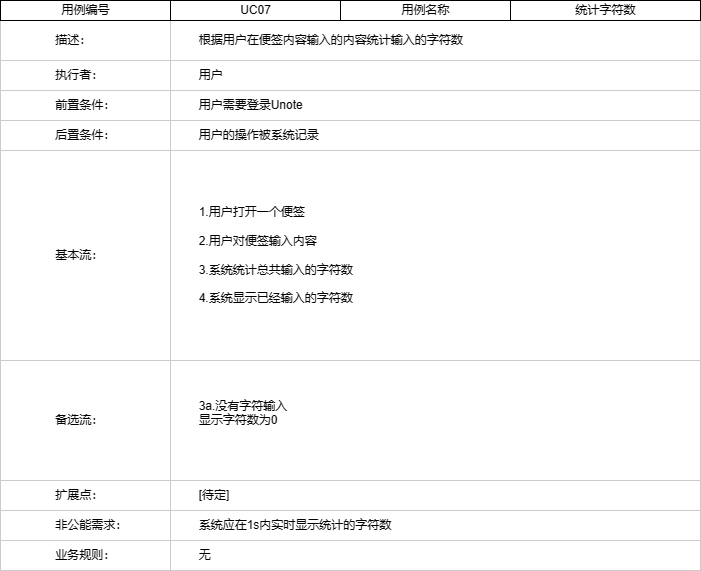 用例编号 UC07 用例名称 统计字符数
描述: 根据用户在便签内容输入的内容统计输入的字符数
执行者: 用户
前置条件: 用户需要登录Unote
后置条件: 用户的操作被系统记录
基本流:
1.用户打开一个便签
2.用户对便签输入内容
3.系统统计总共输入的字符数
4.系统显示已经输入的字符数
备选流:
3a.没有字符输入
显示字符数为0
扩展点: [待定]
非公能需求: 系统应在1s内实时显示统计的字符数
业务规则: 无